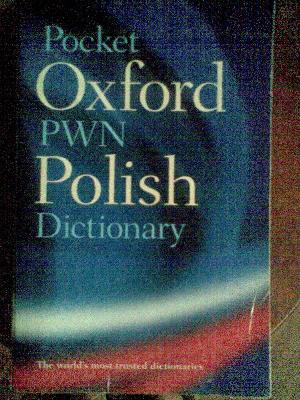 Pocket
Oxford
PWN
Polish
Dictionary
The world's most trusted dictionaries